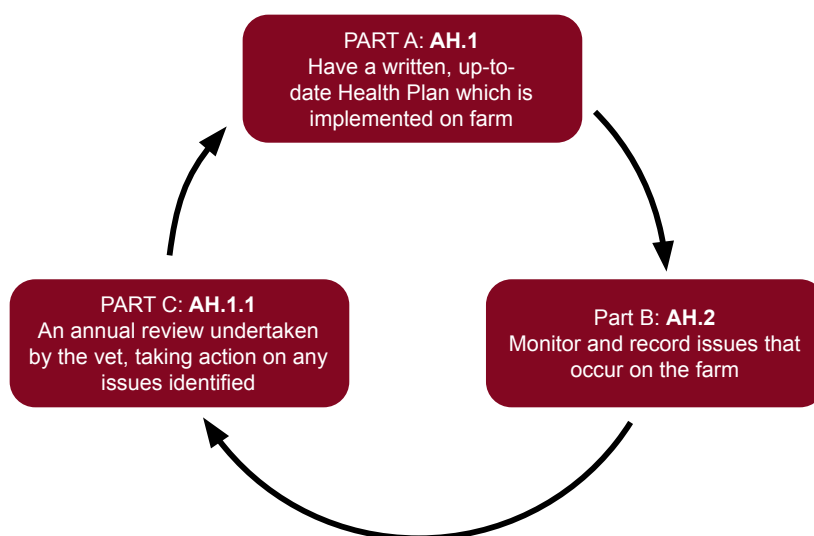 PART A: AH.1
Have a written, up-to-
date Health Plan which is
implemented on farm
PART C: AH.1.1
An annual review undertaken
by the vet, taking action on any
issues identified
Part B: AH.2
Monitor and record issues that
occur on the farm